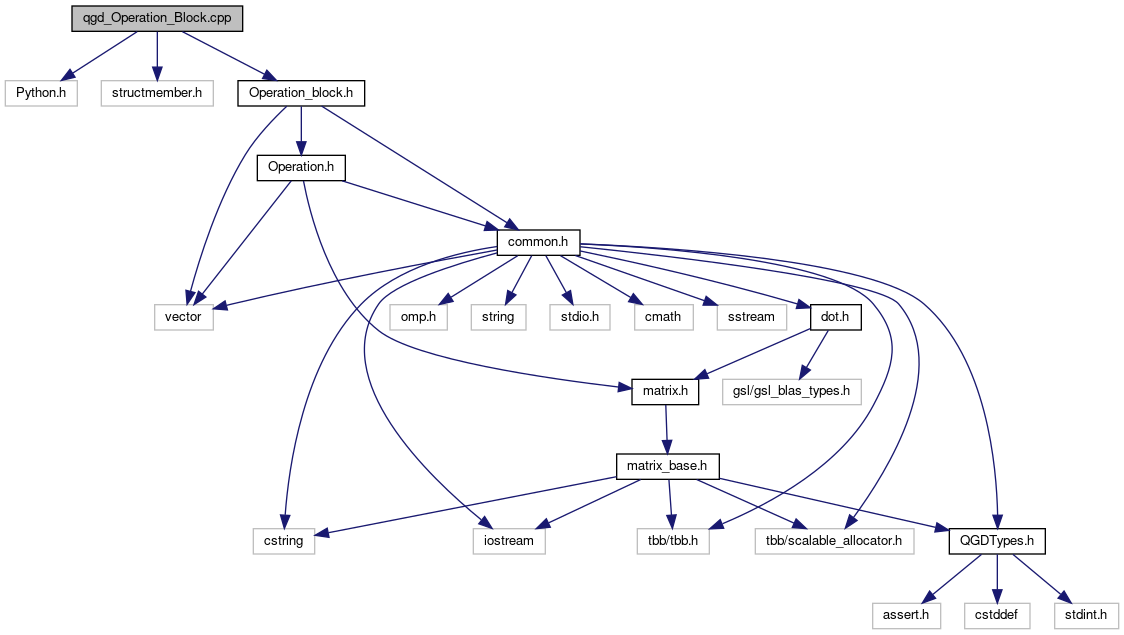 qgd_Operation_Block.cpp
Python.h
structmember.h
Operation_block.h
Operation.h
common.h
vector
omp.h
string
stdio.h
cmath
sstream
dot.h
matrix.h
gsl/gsl_blas_types.h
matrix_base.h
cstring
iostream
tbb/tbb.h
tbb/scalable_allocator.h
QGDTypes.h
assert.h
cstddef
stdint.h